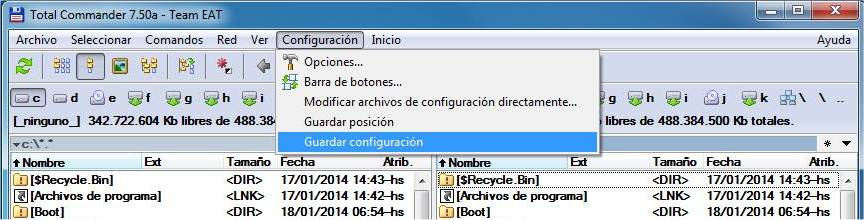 Total Commander 7.50a - Team EAT
Archivo Seleccionar Comandos Red Ver Configuración Inicio Ayuda
Opciones...
Barra de botones...
Modificar archivos de configuración directamente...
Guardar posición
Guardar configuración
c d e f g h i g h i j k \ ..
[_ninguno_] 342.722.604 Kb libres de 488.384 libres de 488.384.500 Kb totales.
c:\*.* * ▼
Nombre Ext Tamaño Fecha Atrib. Nombre Ext Tamaño Fecha Atrib.
[$Recycle.Bin] <DIR> 17/01/2014 14:43 -hs [$Recycle.Bin] <DIR> 17/01/2014 14:43 -hs
[Archivos de programa] <LNK> 17/01/2014 14:42 -hs [Archivos de programa] <LNK> 17/01/2014 14:42 -hs
[Boot] <DIR> 18/01/2014 06:54 -hs [Boot] <DIR> 18/01/2014 06:54 -hs